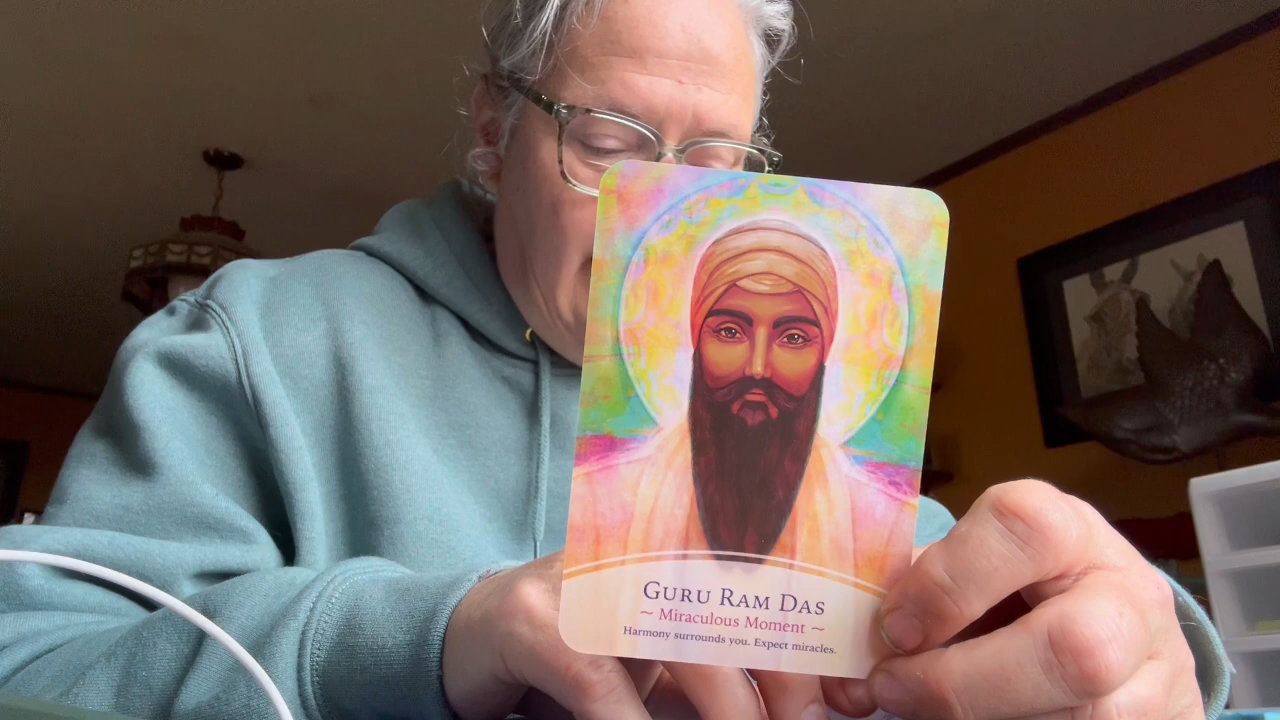 Guru Ram Das
~ Miraculous Moment ~
Harmony surrounds you. Expect miracles.